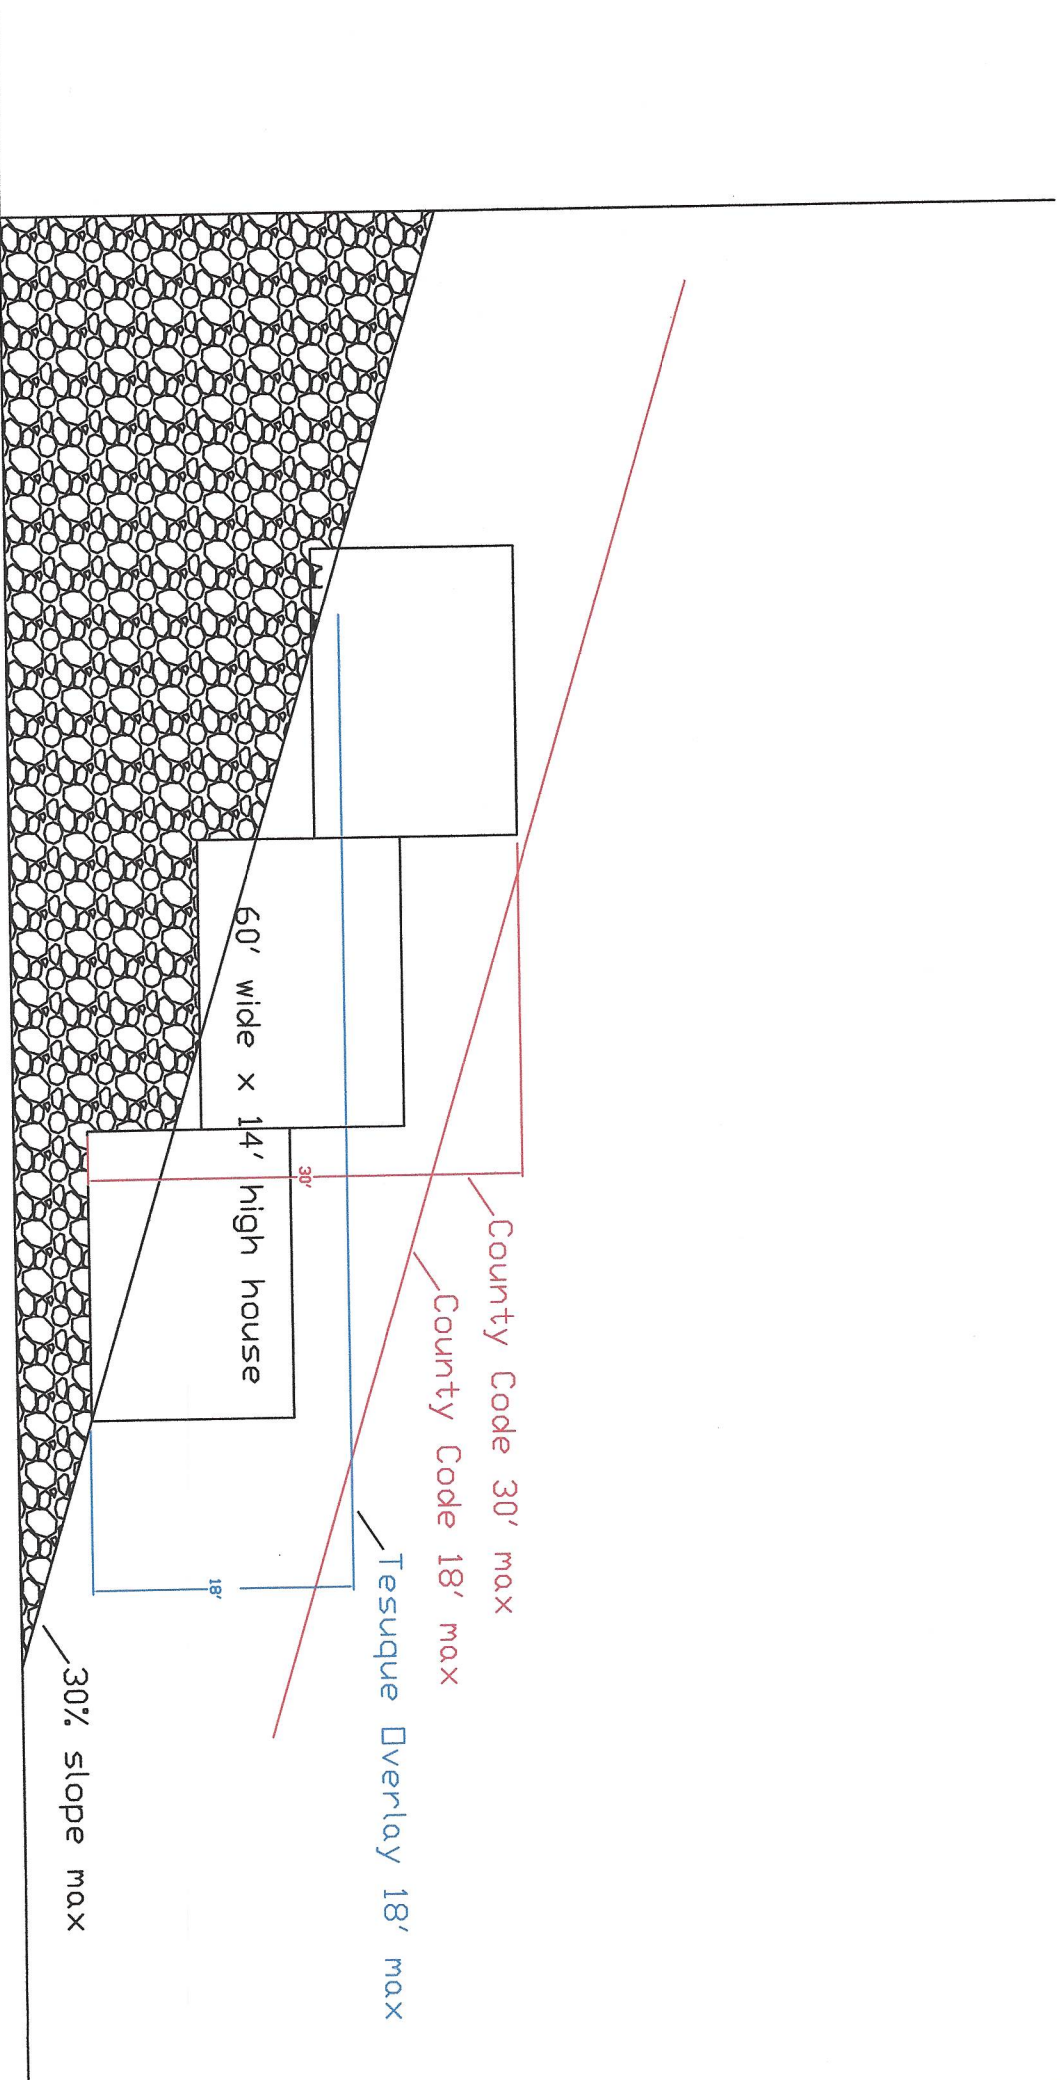 County Code 30' max
County Code 18' max
Tesuque Overlay 18' max
30'
60' wide x 14' high house
18'
30% slope max